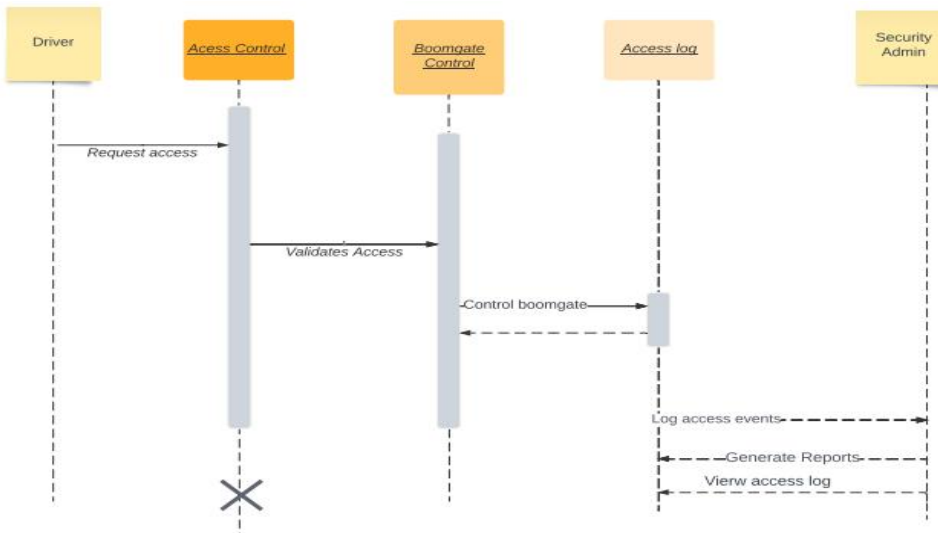 Driver
Acess Control
Boomgate
Control
Access log
Security
Admin
Request access
Validates Access
Control boomgate
Log access events
Generate Reports
Vierw access log